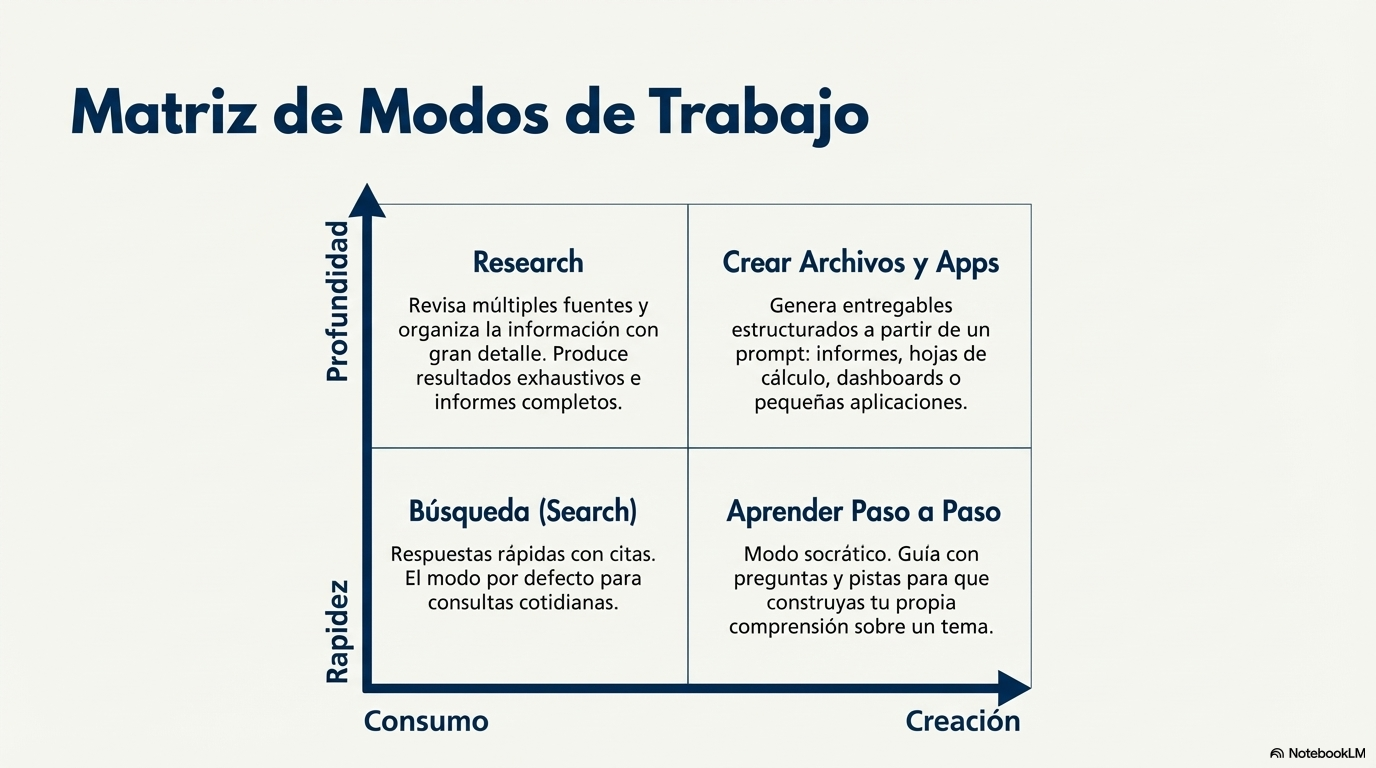 Matriz de Modos de Trabajo
Profundidad
Rapidez
Research
Revisa múltiples fuentes y
organiza la información con
gran detalle. Produce
resultados exhaustivos e
informes completos.
Crear Archivos y Apps
Genera entregables
estructurados a partir de un
prompt: informes, hojas de
cálculo, dashboards o
pequeñas aplicaciones.
Búsqueda (Search)
Respuestas rápidas con citas.
El modo por defecto para
consultas cotidianas.
Aprender Paso a Paso
Modo socrático. Guía con
preguntas y pistas para que
construyas tu propia
comprensión sobre un tema.
Consumo
Creación
NotebookLM